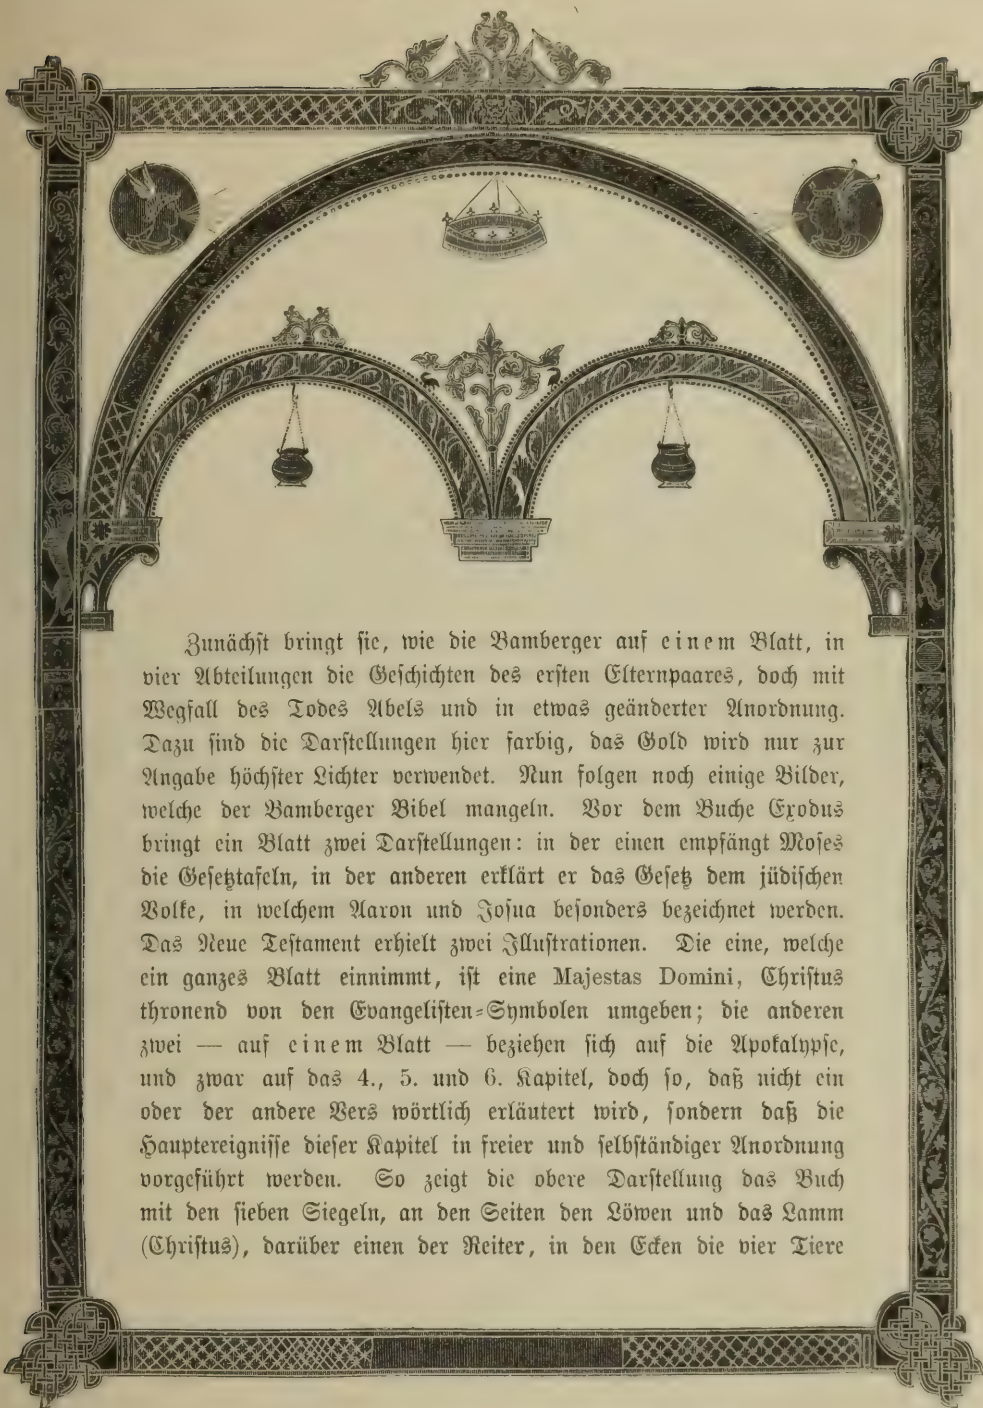 Zunächſt bringt ſie, wie die Bamberger auf einem Blatt, in
vier Abteilungen die Geſchichten des erſten Elternpaares, doch mit
Wegfall des Todes Abels und in etwas geänderter Anordnung.
Dazu ſind die Darſtellungen hier farbig, das Gold wird nur zur
Angabe höchſter Lichter verwendet. Nun folgen noch einige Bilder,
welche der Bamberger Bibel mangeln. Vor dem Buche Exodus
bringt ein Blatt zwei Darſtellungen: in der einen empfängt Moſes
die Geſetztafeln, in der anderen erklärt er das Geſetz dem jüdiſchen
Volke, in welchem Aaron und Joſua beſonders bezeichnet werden.
Das Neue Teſtament erhielt zwei Illuſtrationen. Die eine, welche
ein ganzes Blatt einnimmt, iſt eine Majestas Domini, Chriſtus
thronend von den Evangeliſten-Symbolen umgeben; die anderen
zwei — auf einem Blatt — beziehen ſich auf die Apokalypſe,
und zwar auf das 4., 5. und 6. Kapitel, doch ſo, daß nicht ein
oder der andere Vers wörtlich erläutert wird, ſondern daß die
Hauptereigniſſe dieſer Kapitel in freier und ſelbſtändiger Anordnung
vorgeführt werden. So zeigt die obere Darſtellung das Buch
mit den ſieben Siegeln, an den Seiten den Löwen und das Lamm
(Chriſtus), darüber einen der Reiter, in den Ecken die vier Tiere